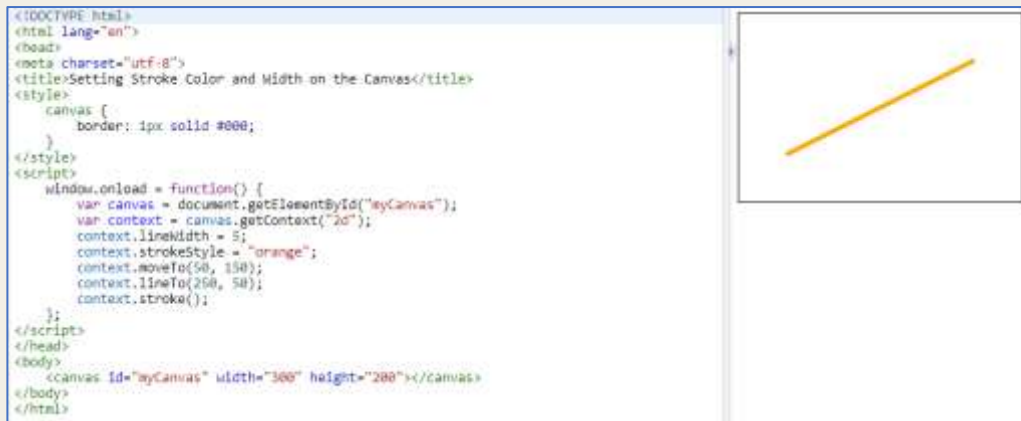 <!DOCTYPE html>
<html lang="en">
<head>
<meta charset="utf-8">
<title>Setting Stroke Color and Width on the Canvas</title>
<style>
canvas {
border: 1px solid #000;
}
</style>
<script>
window.onload = function() {
var canvas = document.getElementById("myCanvas");
var context = canvas.getContext("2d");
context.lineWidth = 5;
context.strokeStyle = "orange";
context.moveTo(50, 150);
context.lineTo(250, 50);
context.stroke();
};
</script>
</head>
<body>
<canvas id="myCanvas" width="300" height="200"></canvas>
</body>
</html>